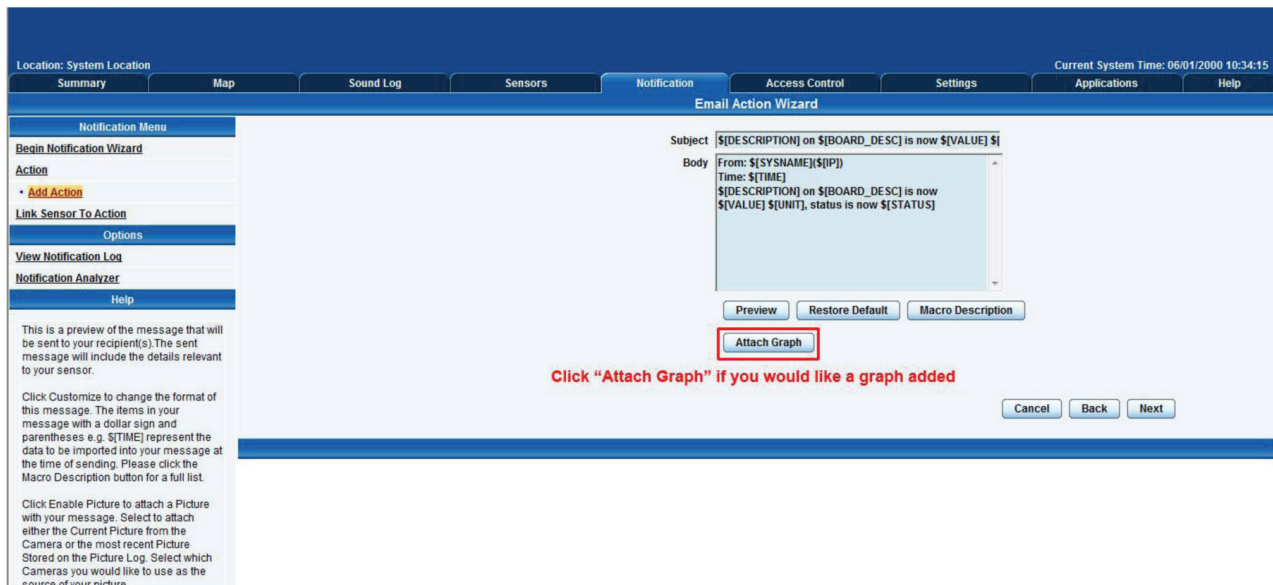 Location: System Location
Current System Time: 06/01/2000 10:34:15
Summary Map Sound Log Sensors Notification Access Control Settings Applications Help
Email Action Wizard
Notification Menu
Begin Notification Wizard
Action
• Add Action
Link Sensor To Action
Options
View Notification Log
Notification Analyzer
Help
This is a preview of the message that will
be sent to your recipient(s).The sent
message will include the details relevant
to your sensor.
Click Customize to change the format of
this message. The items in your
message with a dollar sign and
parentheses e.g. $[TIME] represent the
data to be imported into your message at
the time of sending. Please click the
Macro Description button for a full list.
Click Enable Picture to attach a Picture
with your message. Select to attach
either the Current Picture from the
Camera or the most recent Picture
Stored on the Picture Log. Select which
Cameras you would like to use as the
source of your picture
Subject $[DESCRIPTION] on $[BOARD_DESC] is now $[VALUE] $[
Body From: $[SYSNAME]($[IP])
Time: $[TIME]
$[DESCRIPTION] on $[BOARD_DESC] is now
$[VALUE] $[UNIT], status is now $[STATUS]
Preview Restore Default Macro Description
Attach Graph
Click “Attach Graph” if you would like a graph added
Cancel Back Next